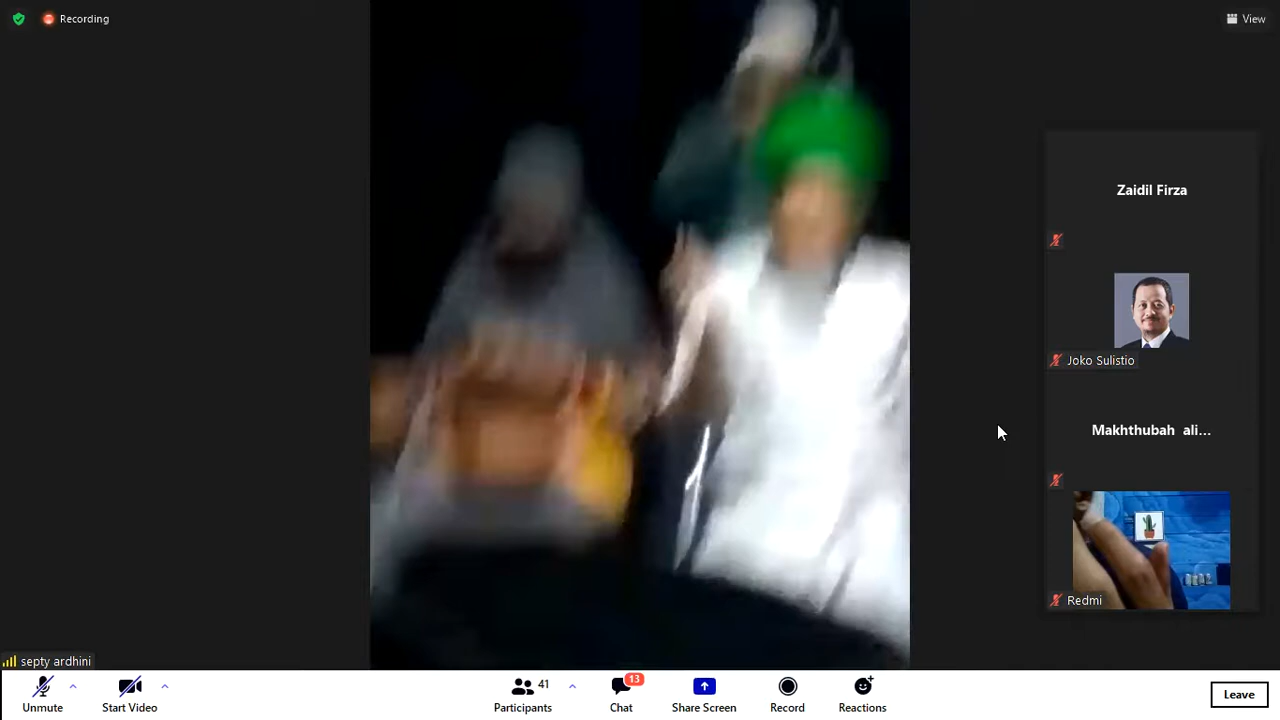 Recording
View
Zaidil Firza
Joko Sulistio
Makhthubah ali...
Redmi
septy ardhini
Unmute
Start Video
41
Participants
13
Chat
Share Screen
Record
Reactions
Leave